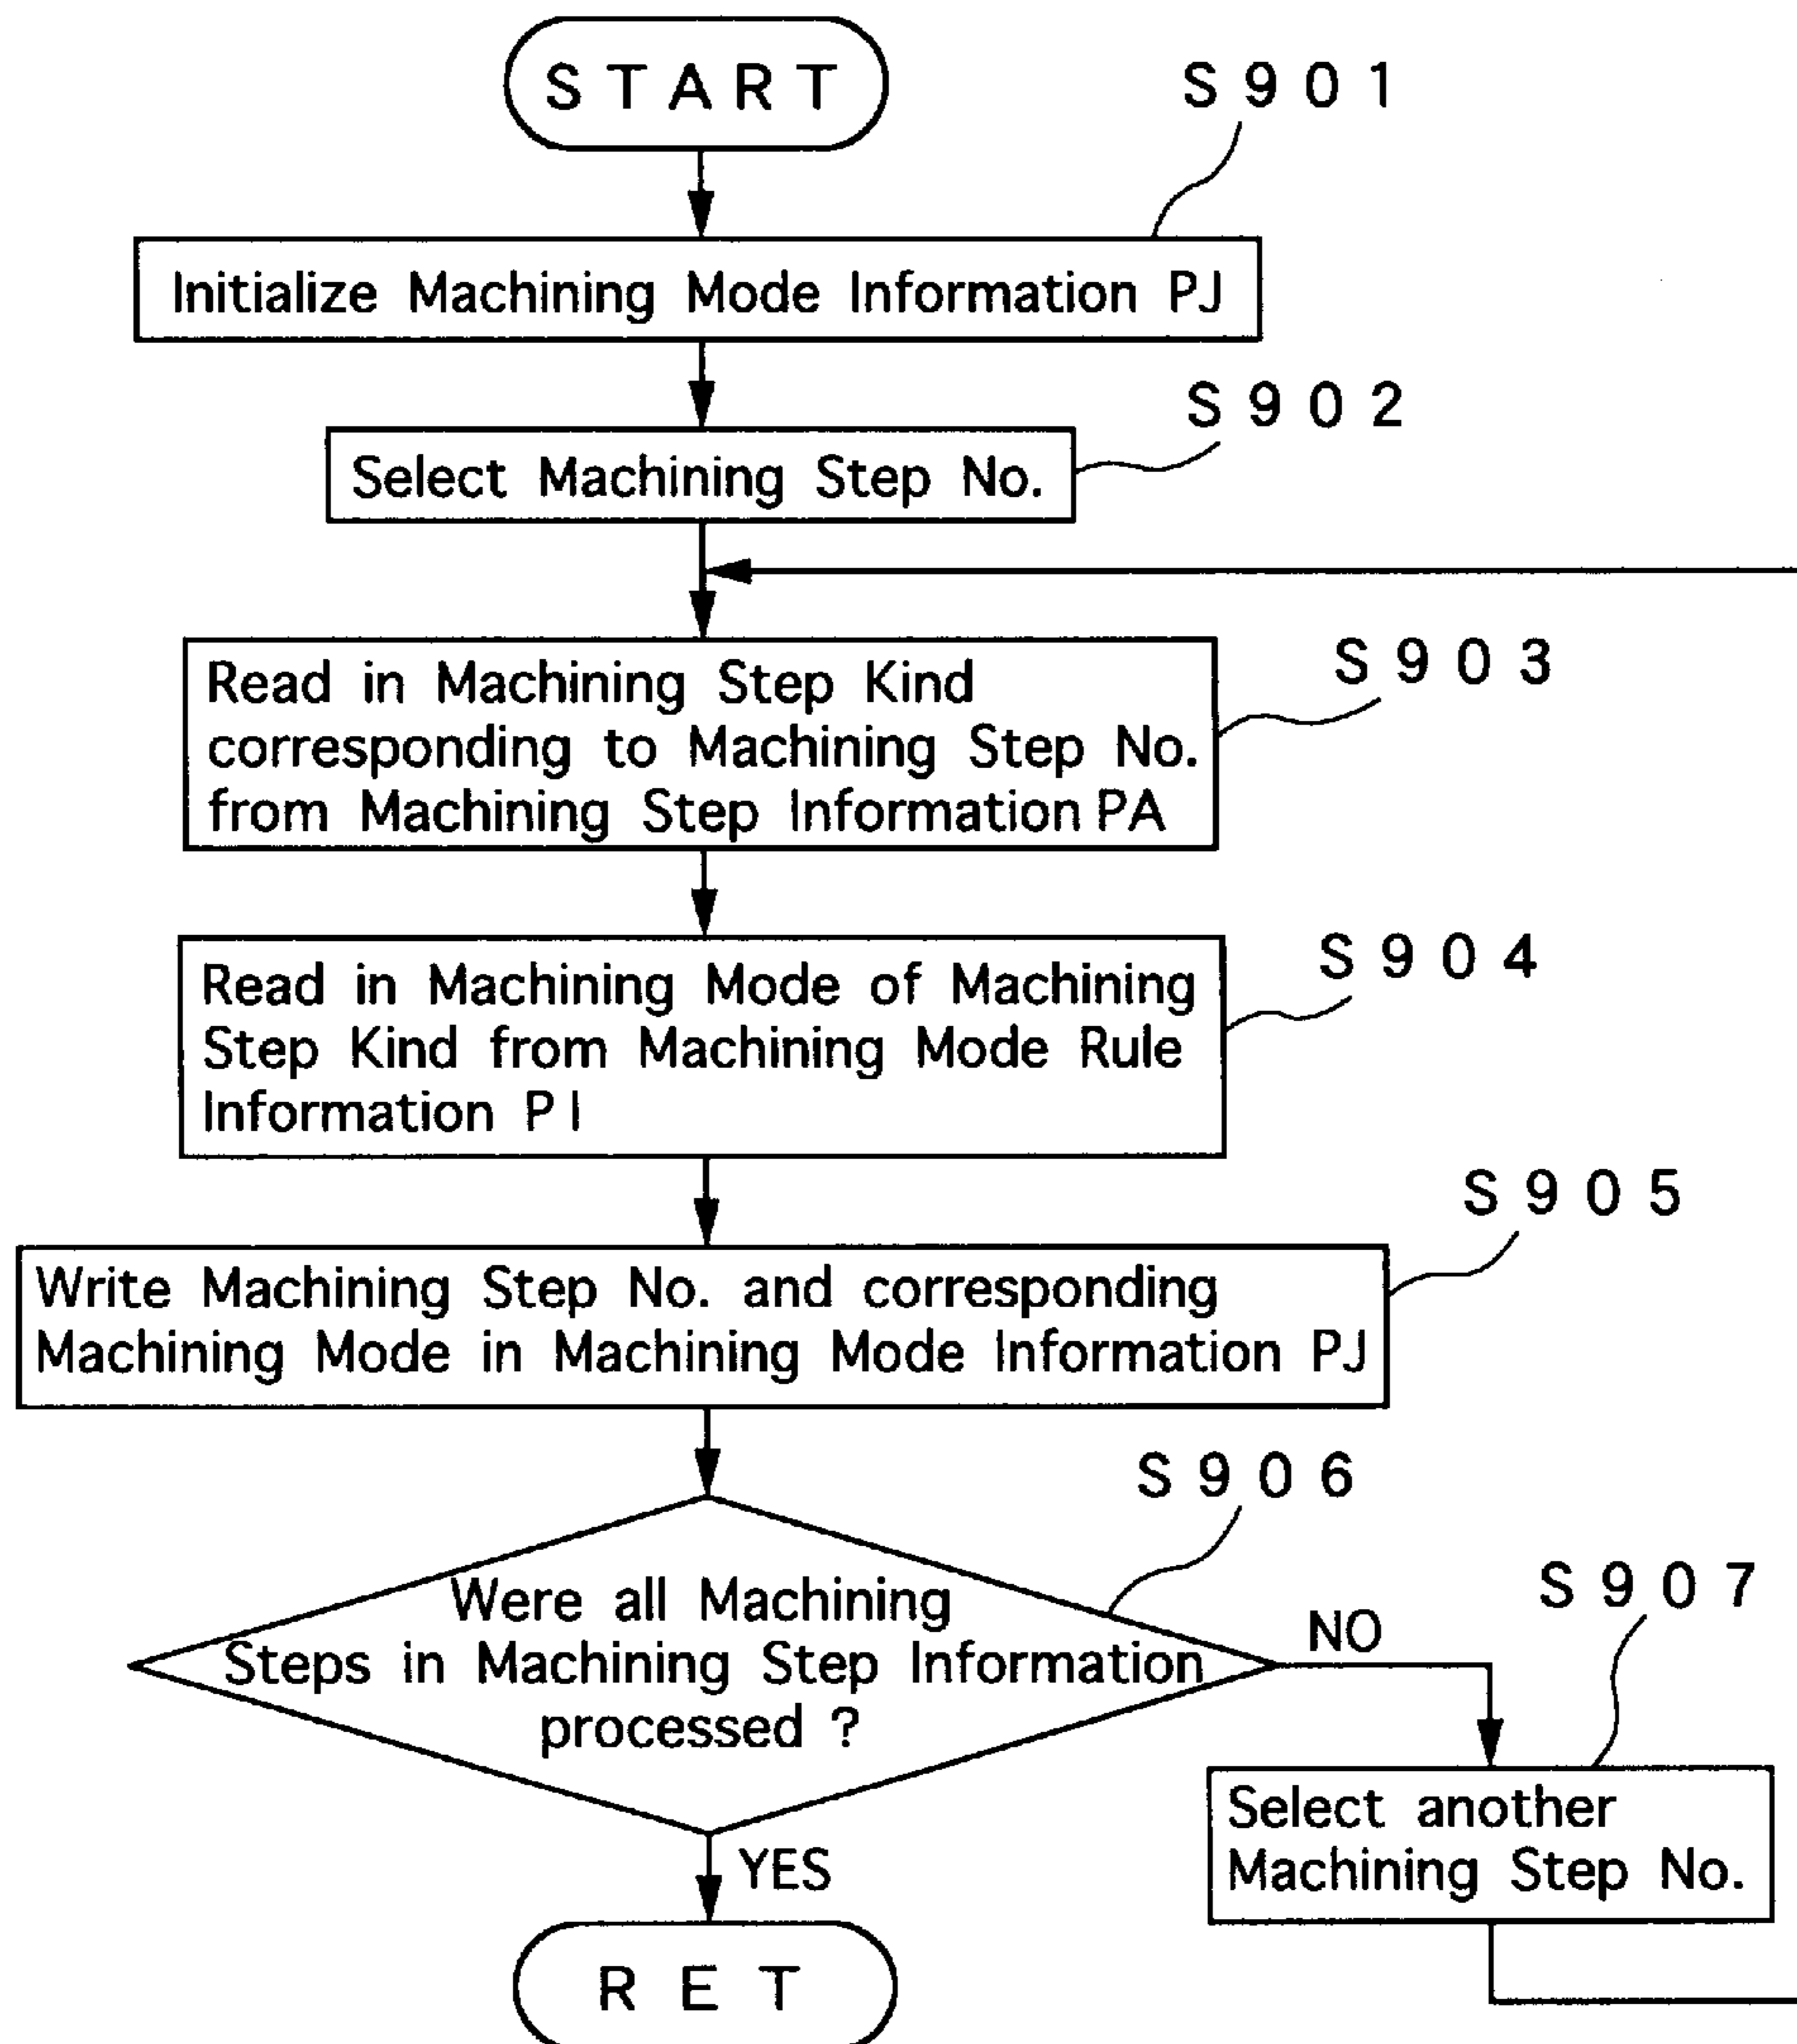 START
S901
Initialize Machining Mode Information PJ
S902
Select Machining Step No.
S903
Read in Machining Step Kind
corresponding to Machining Step No.
from Machining Step Information PA
S904
Read in Machining Mode of Machining
Step Kind from Machining Mode Rule
Information PI
S905
Write Machining Step No. and corresponding
Machining Mode in Machining Mode Information PJ
S906
Were all Machining
Steps in Machining Step Information
processed ?
NO
S907
Select another
Machining Step No.
YES
RET